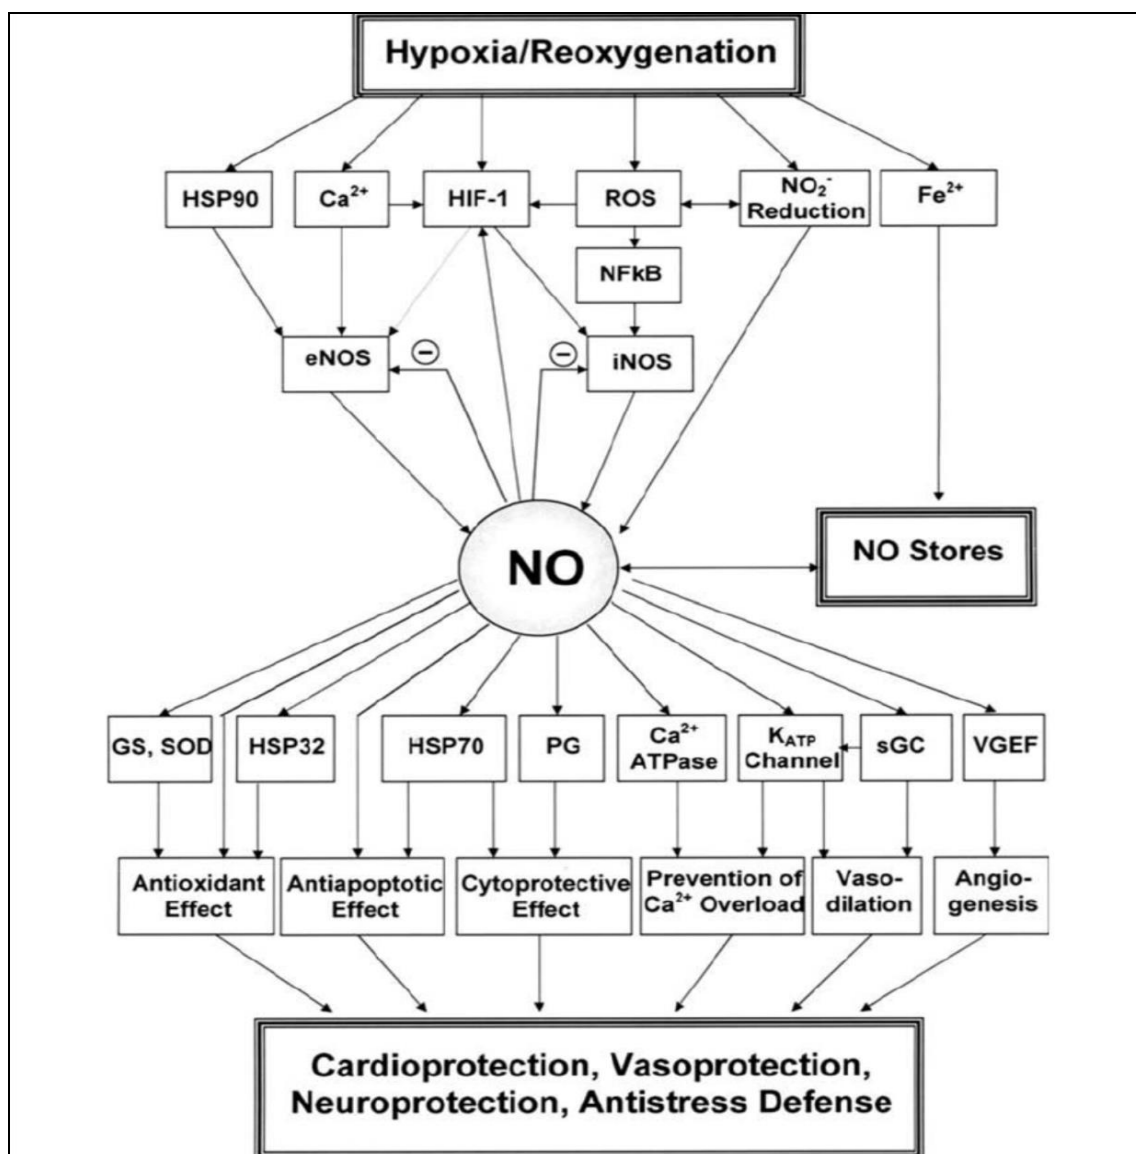 Hypoxia/Reoxygenation
HSP90
Ca²⁺
HIF-1
ROS
NO₂⁻
Reduction
Fe²⁺
NFkB
eNOS
−
−
iNOS
NO
NO Stores
GS, SOD
HSP32
HSP70
PG
Ca²⁺
ATPase
K_ATP
Channel
sGC
VGEF
Antioxidant
Effect
Antiapoptotic
Effect
Cytoprotective
Effect
Prevention of
Ca²⁺ Overload
Vaso-
dilation
Angio-
genesis
Cardioprotection, Vasoprotection,
Neuroprotection, Antistress Defense